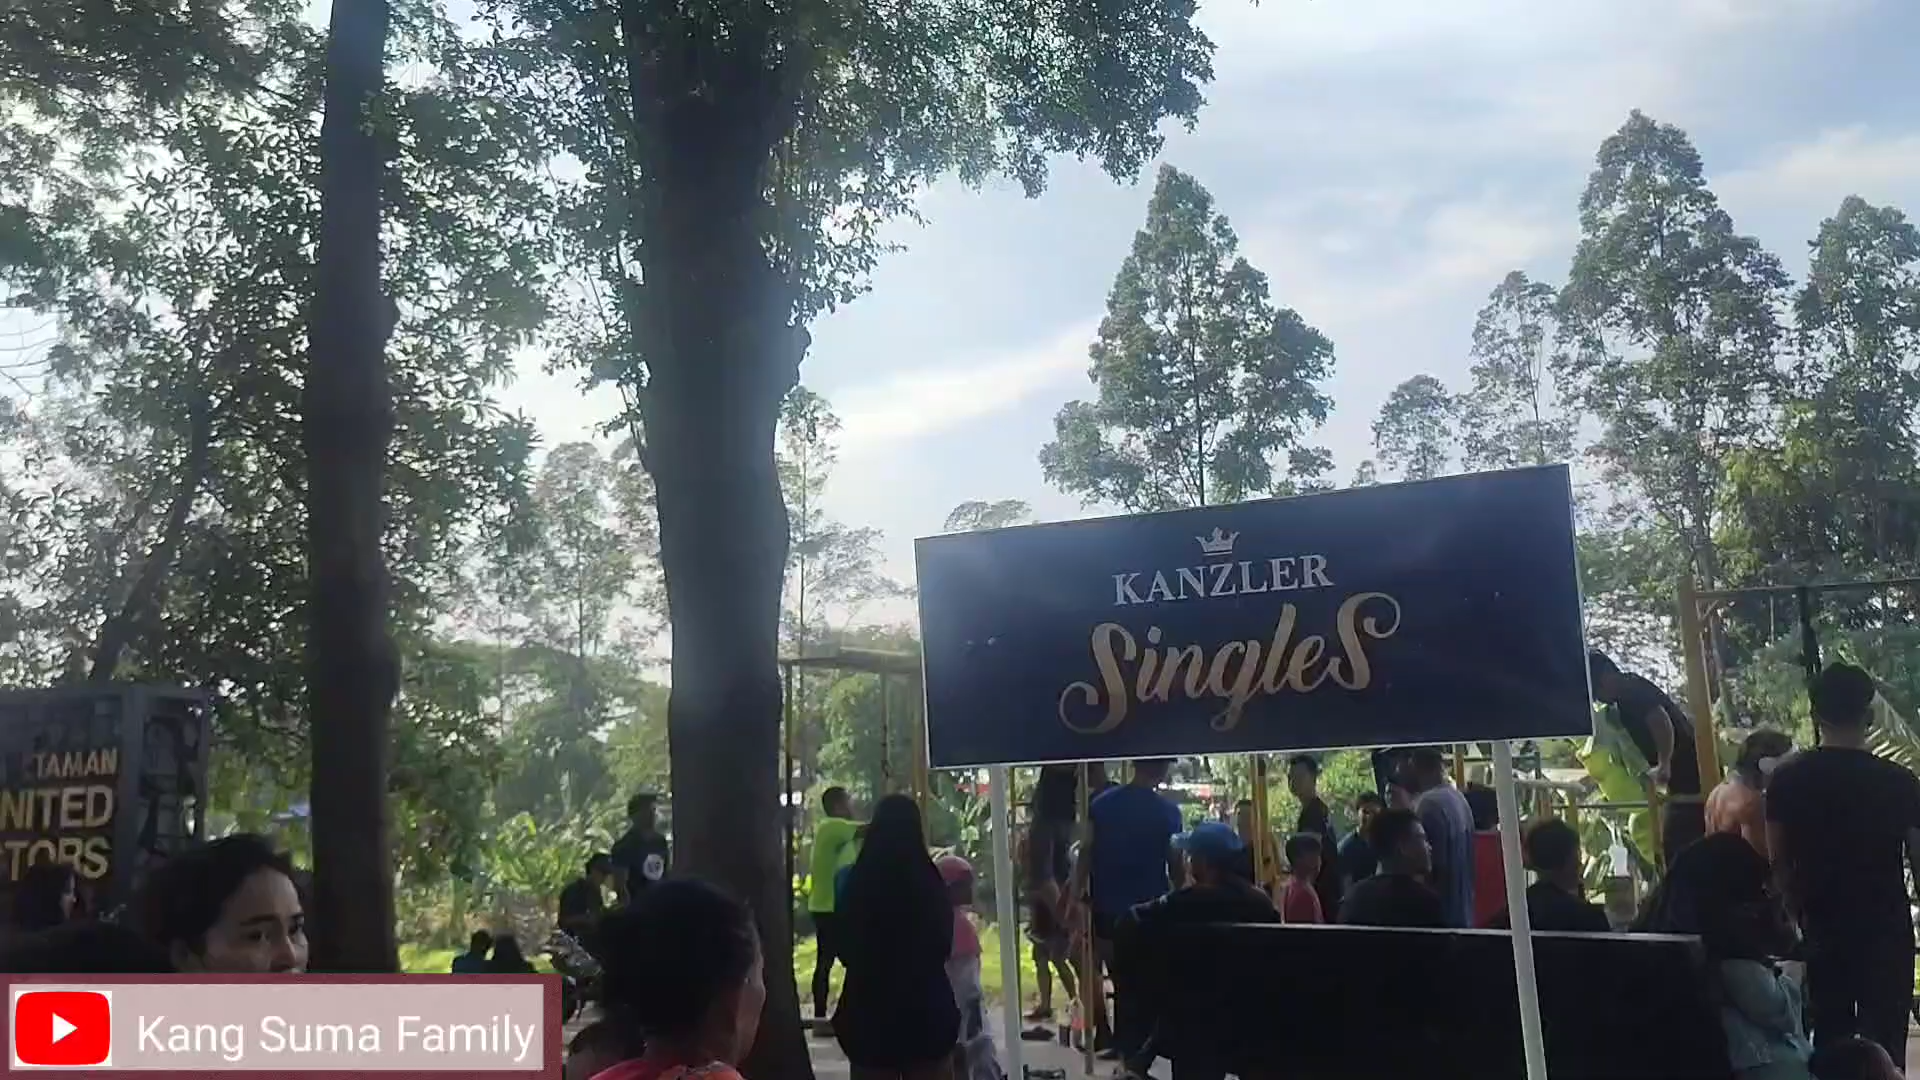 KANZLER
Singles
TAMAN
NITED
TORS
Kang Suma Family